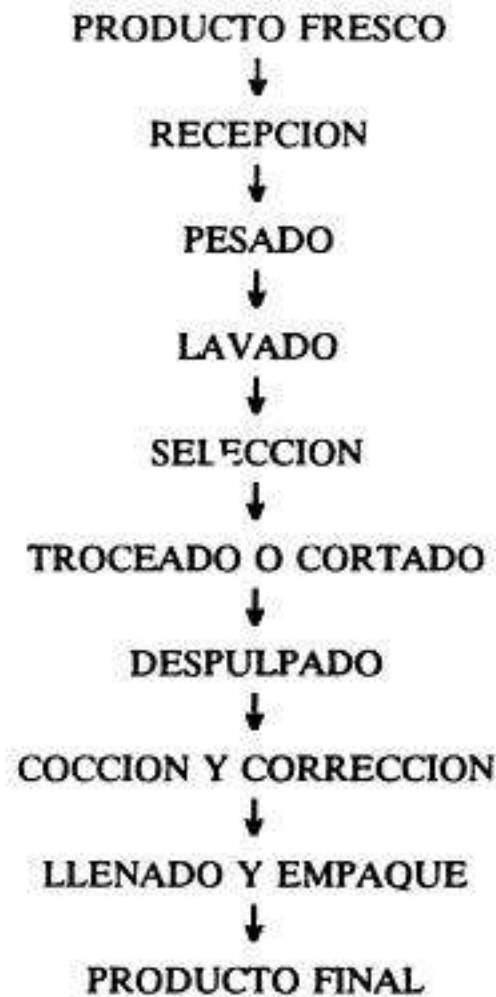 PRODUCTO FRESCO
RECEPCION
PESADO
LAVADO
SELECCION
TROCEADO O CORTADO
DESPULPADO
COCCION Y CORRECCION
LLENADO Y EMPAQUE
PRODUCTO FINAL